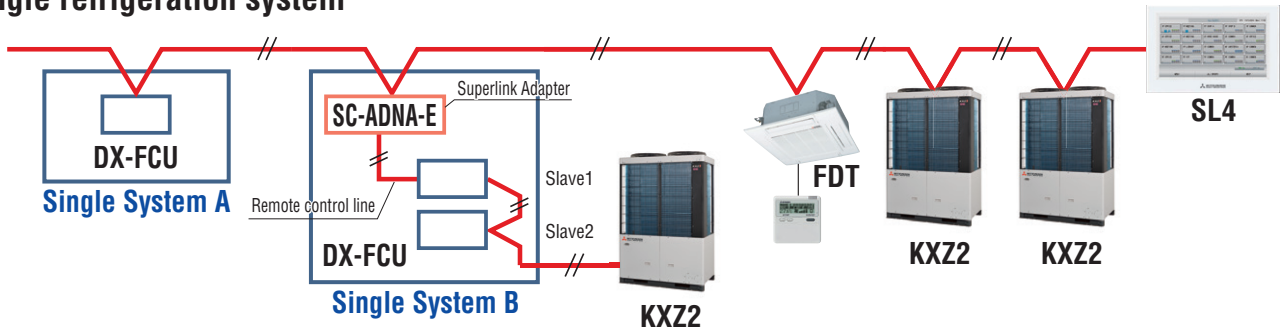 ngle refrigeration system
Superlink Adapter
SC-ADNA-E
SL4
DX-FCU
Slave1
FDT
Single System A
Remote control line
Slave2
DX-FCU
KXZ2
KXZ2
Single System B
KXZ2